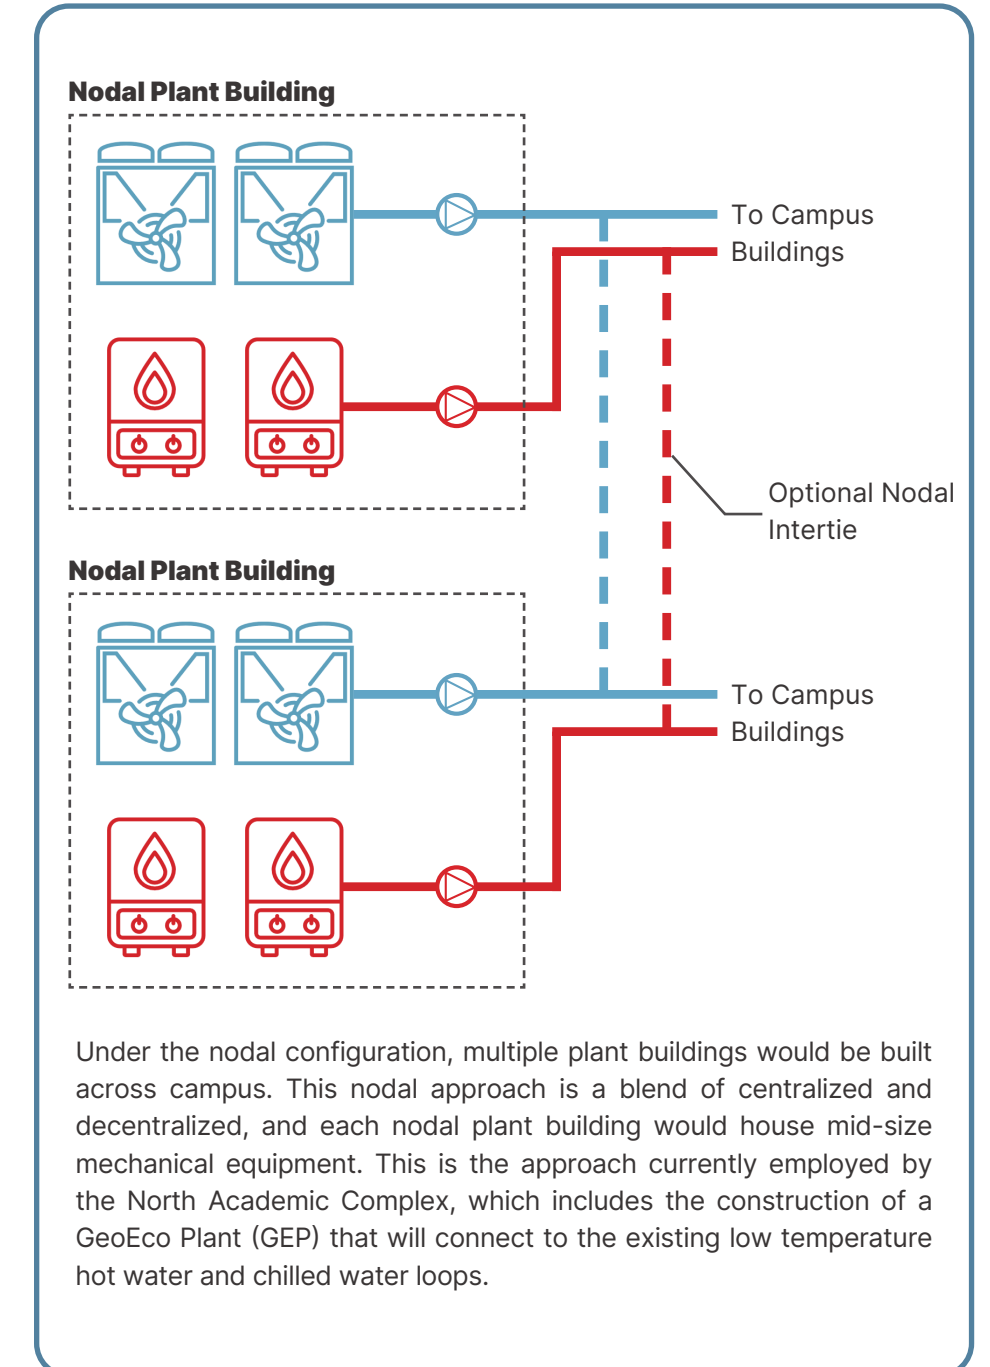 Nodal Plant Building
To Campus
Buildings
Optional Nodal
Intertie
Nodal Plant Building
To Campus
Buildings
Under the nodal configuration, multiple plant buildings would be built
across campus. This nodal approach is a blend of centralized and
decentralized, and each nodal plant building would house mid-size
mechanical equipment. This is the approach currently employed by
the North Academic Complex, which includes the construction of a
GeoEco Plant (GEP) that will connect to the existing low temperature
hot water and chilled water loops.